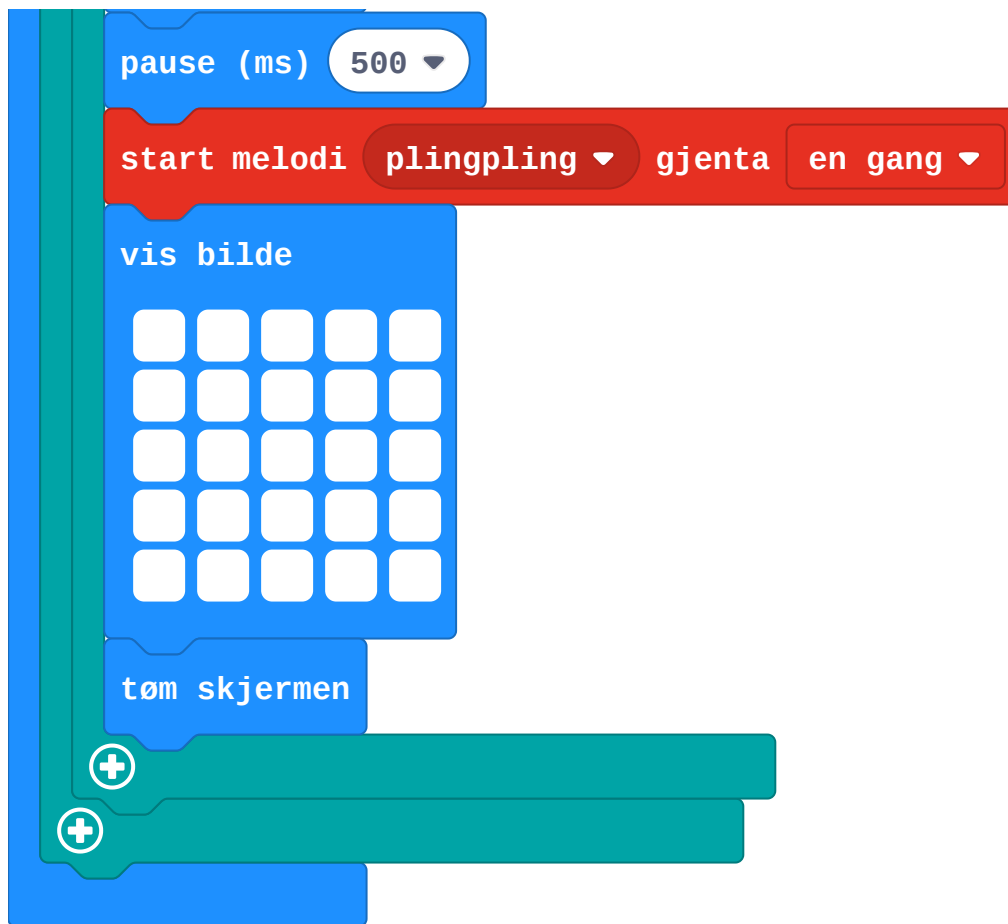 pause (ms) 500
start melodi plingpling gjenta en gang
vis bilde
tøm skjermen